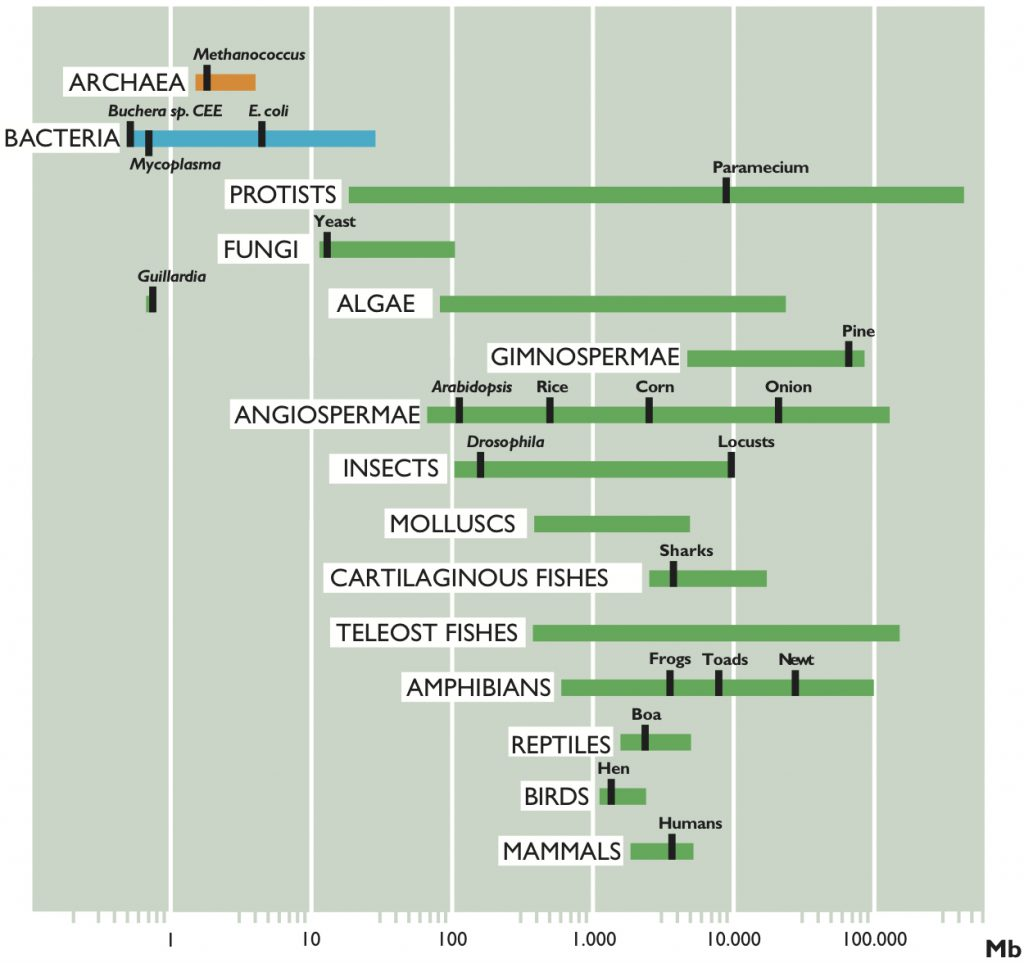 Methanococcus
ARCHAEA
Buchera sp. CEE E. coli
BACTERIA
Mycoplasma
Paramecium
PROTISTS
Yeast
FUNGI
Guillardia
ALGAE
Pine
GIMNOSPERMAE
Arabidopsis Rice Corn Onion
ANGIOSPERMAE
Drosophila Locusts
INSECTS
MOLLUSCS
Sharks
CARTILAGINOUS FISHES
TELEOST FISHES
Frogs Toads Newt
AMPHIBIANS
Boa
REPTILES
Hen
BIRDS
Humans
MAMMALS
1 10 100 1.000 10.000 100.000
Mb